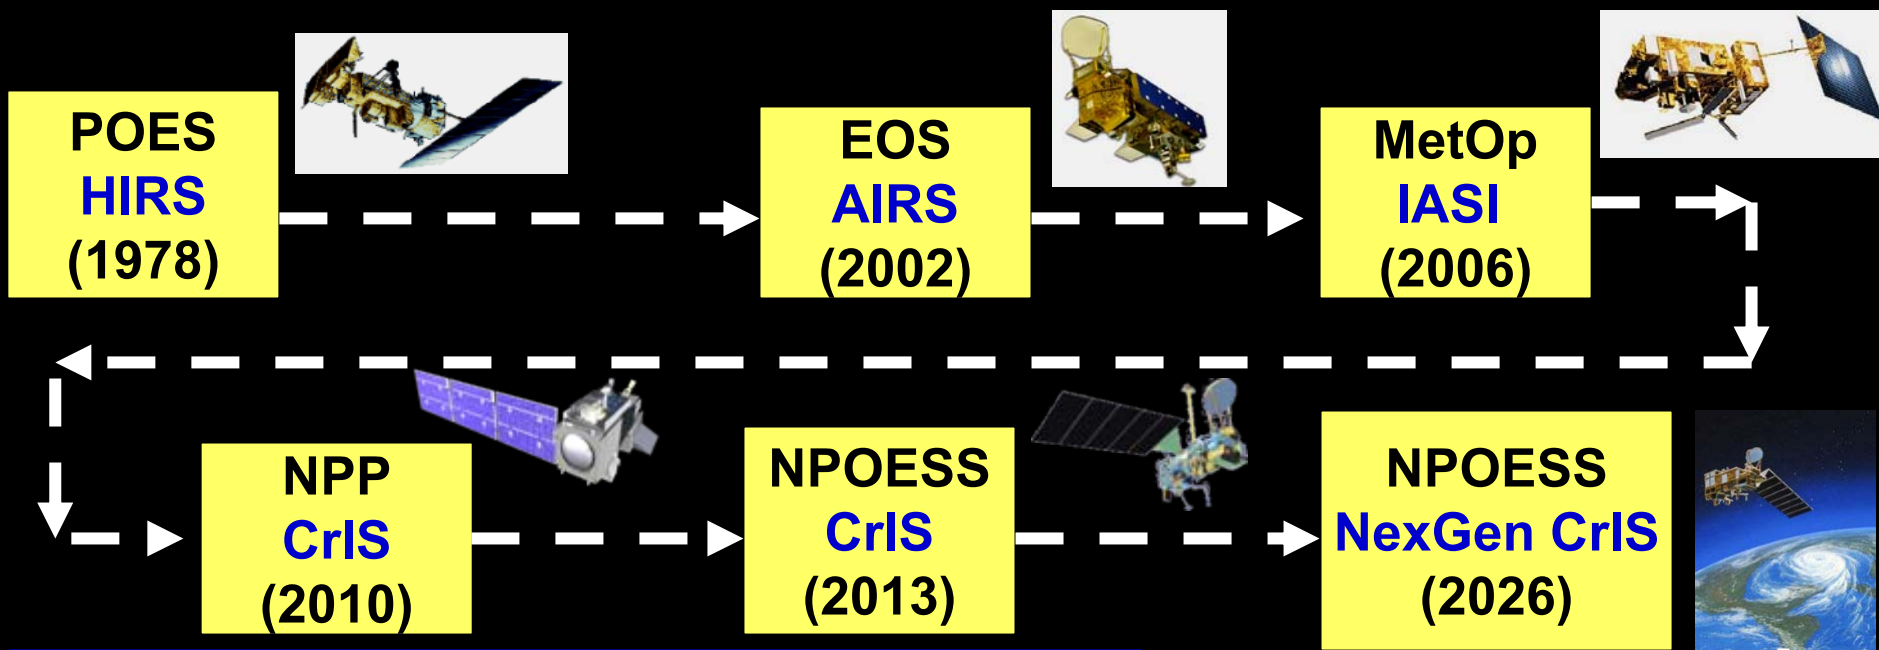 POES
HIRS
(1978)
EOS
AIRS
(2002)
MetOp
IASI
(2006)
NPP
CrIS
(2010)
NPOESS
CrIS
(2013)
NPOESS
NexGen CrIS
(2026)